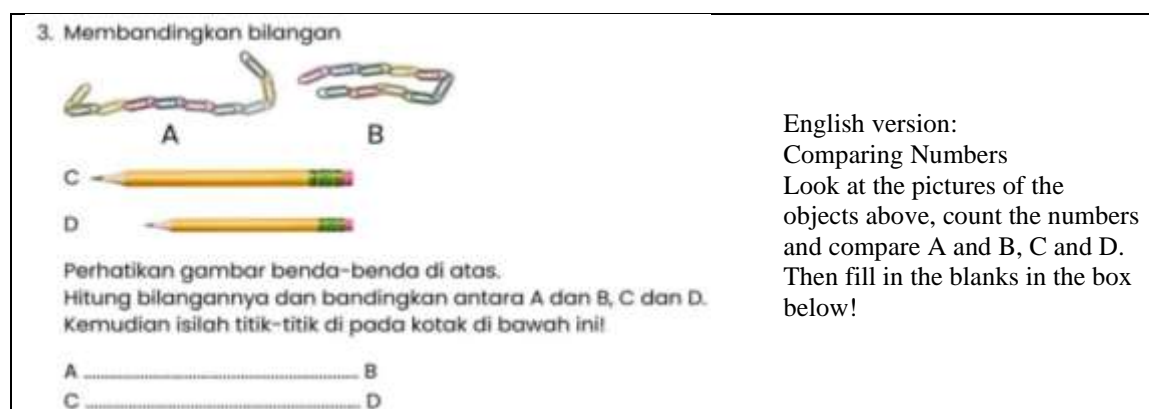 3. Membandingkan bilangan
A
B
C
D
Perhatikan gambar benda-benda di atas.
Hitung bilangannya dan bandingkan antara A dan B, C dan D.
Kemudian isilah titik-titik di pada kotak di bawah ini!
A ............................................................ B
C ............................................................ D
English version:
Comparing Numbers
Look at the pictures of the
objects above, count the numbers
and compare A and B, C and D.
Then fill in the blanks in the box
below!